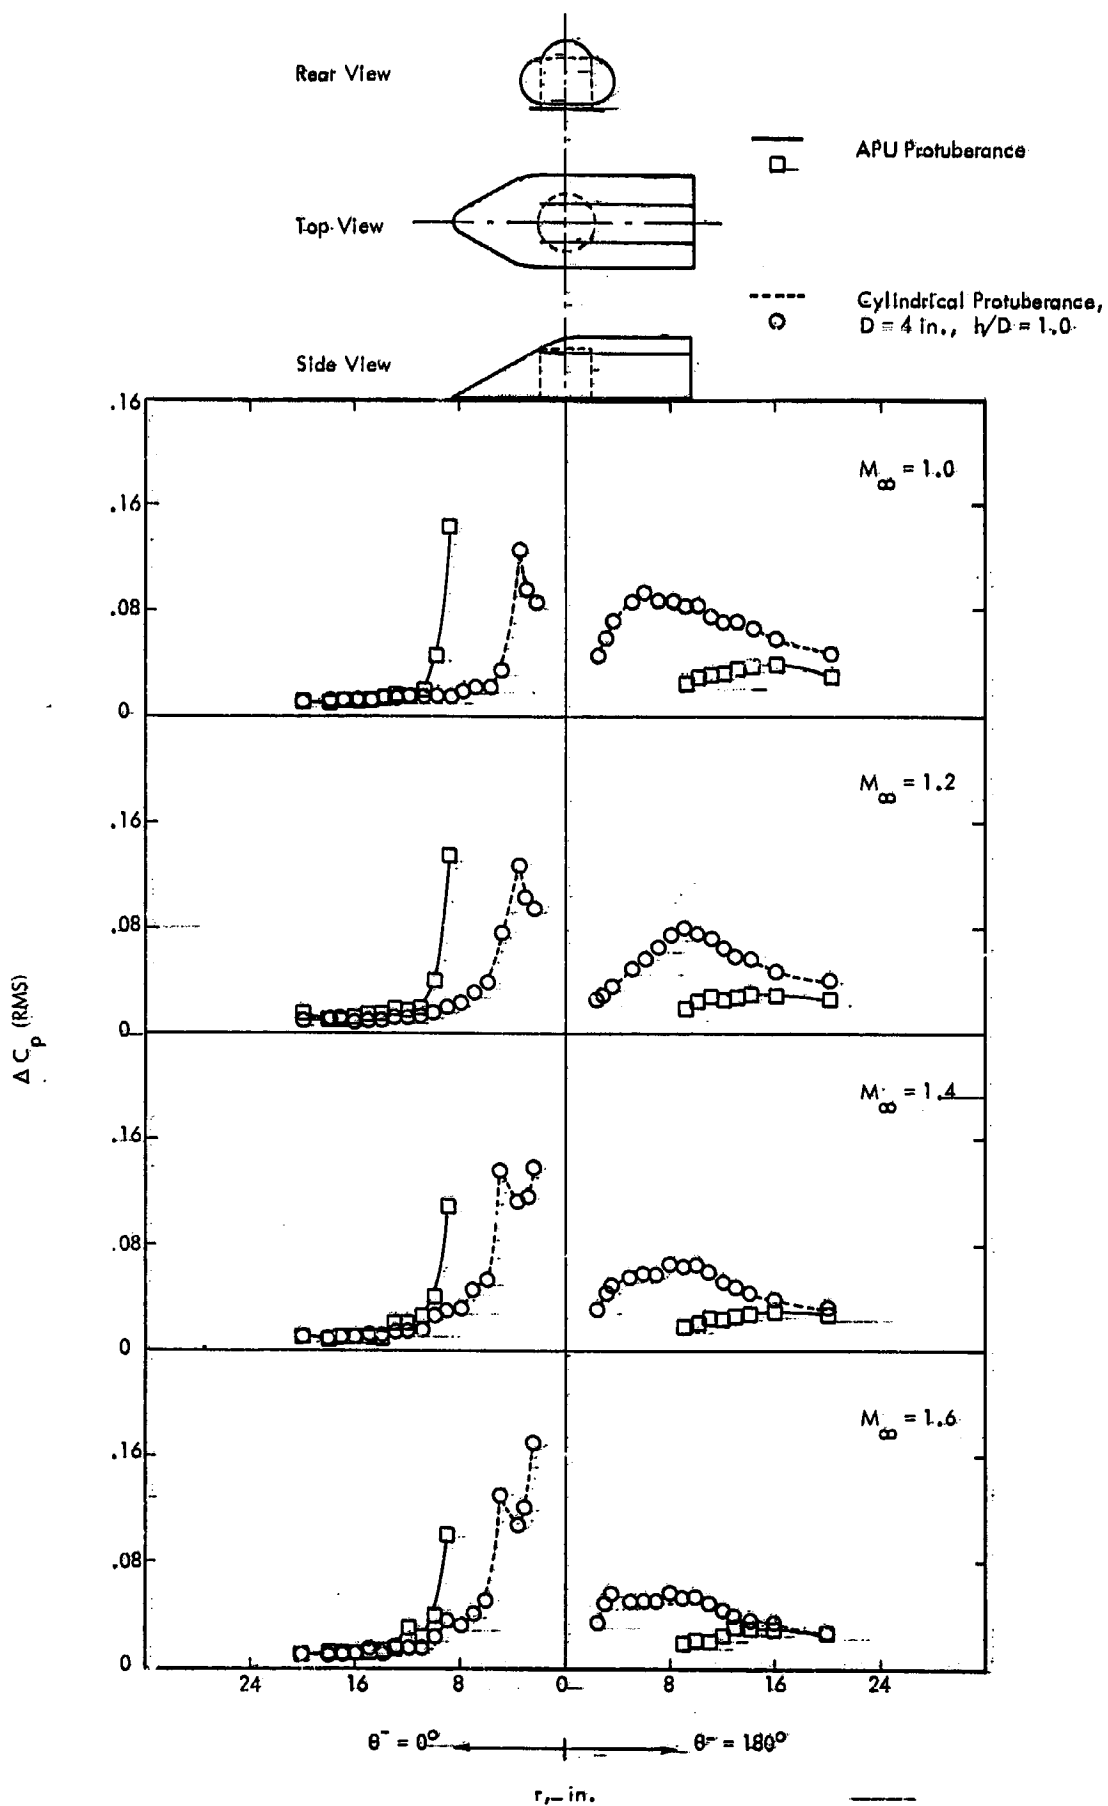 Rear View
APU Protuberance
Top View
Cylindrical Protuberance,
D = 4 in., h/D = 1.0
Side View
.16
M∞ = 1.0
.16
.08
0
M∞ = 1.2
.16
.08
0
ΔCp (RMS)
M∞ = 1.4
.16
.08
0
M∞ = 1.6
.16
.08
0
24 16 8 0 8 16 24
θ = 0° θ = 180°
r, in.